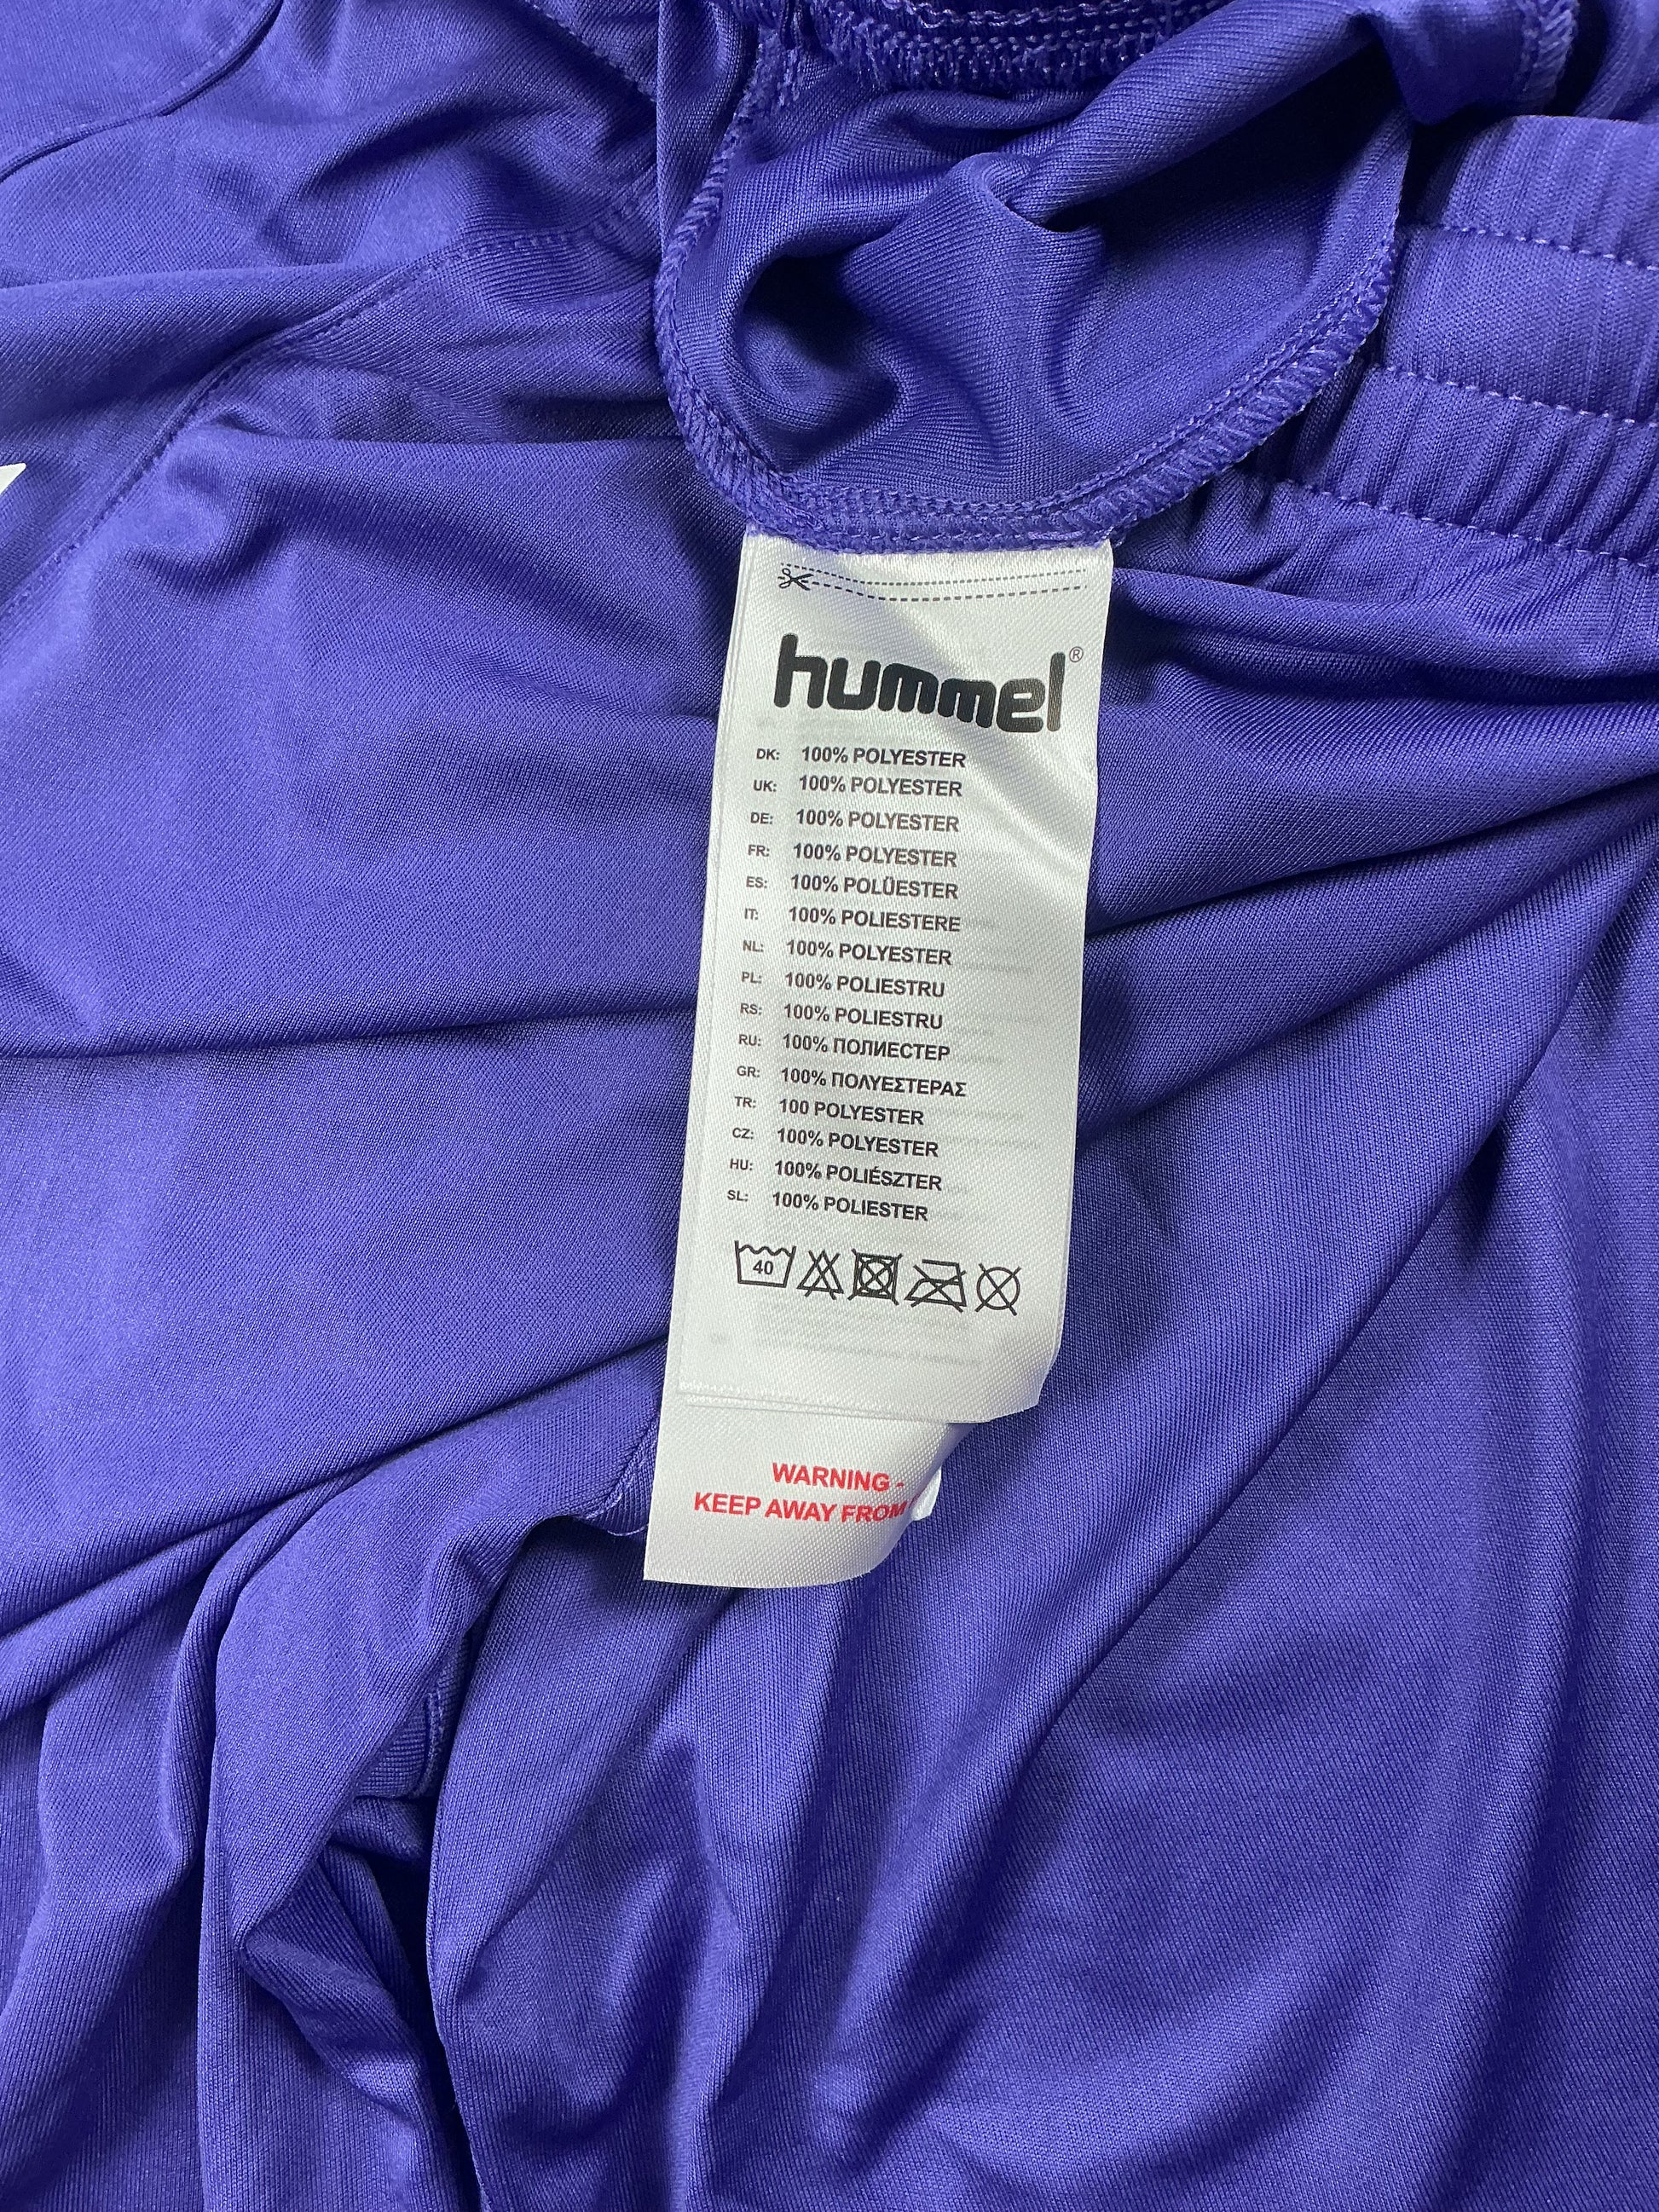 hummel®
DK: 100% POLYESTER
UK: 100% POLYESTER
DE: 100% POLYESTER
FR: 100% POLYESTER
ES: 100% POLÜESTER
IT: 100% POLIESTERE
NL: 100% POLYESTER
PL: 100% POLIESTRU
RS: 100% POLIESTRU
RU: 100% ПОЛИЕСТЕР
GR: 100% ΠΟΛΥΕΣΤΕΡΑΣ
TR: 100 POLYESTER
CZ: 100% POLYESTER
HU: 100% POLIÉSZTER
SL: 100% POLIESTER
40
WARNING -
KEEP AWAY FROM